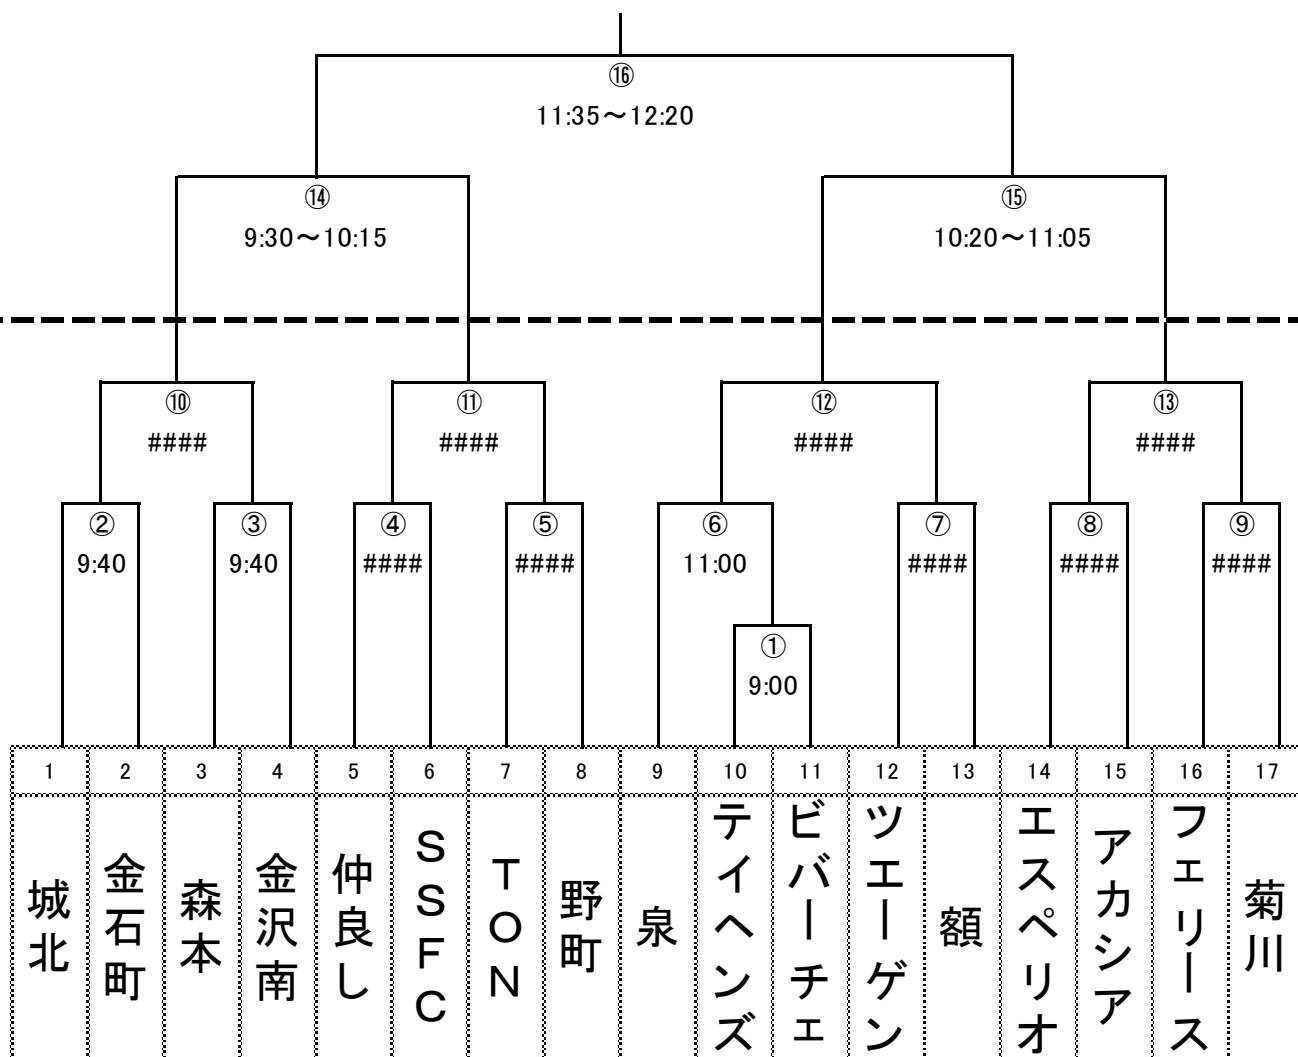 ⑯
11:35～12:20
⑭ ⑮
9:30～10:15 10:20～11:05
⑩ ⑪ ⑫ ⑬
#### #### #### ####
② ③ ④ ⑤ ⑥ ⑦ ⑧ ⑨
9:40 9:40 #### #### 11:00 #### #### ####
①
9:00
1 2 3 4 5 6 7 8 9 10 11 12 13 14 15 16 17
城北
金石町
森本
金沢南
仲良し
ＳＳＦＣ
ＴＯＮ
野町
泉
テイヘンズ
ビバーチェ
ツエーゲン
額
エスペリオ
アカシア
フェリース
菊川